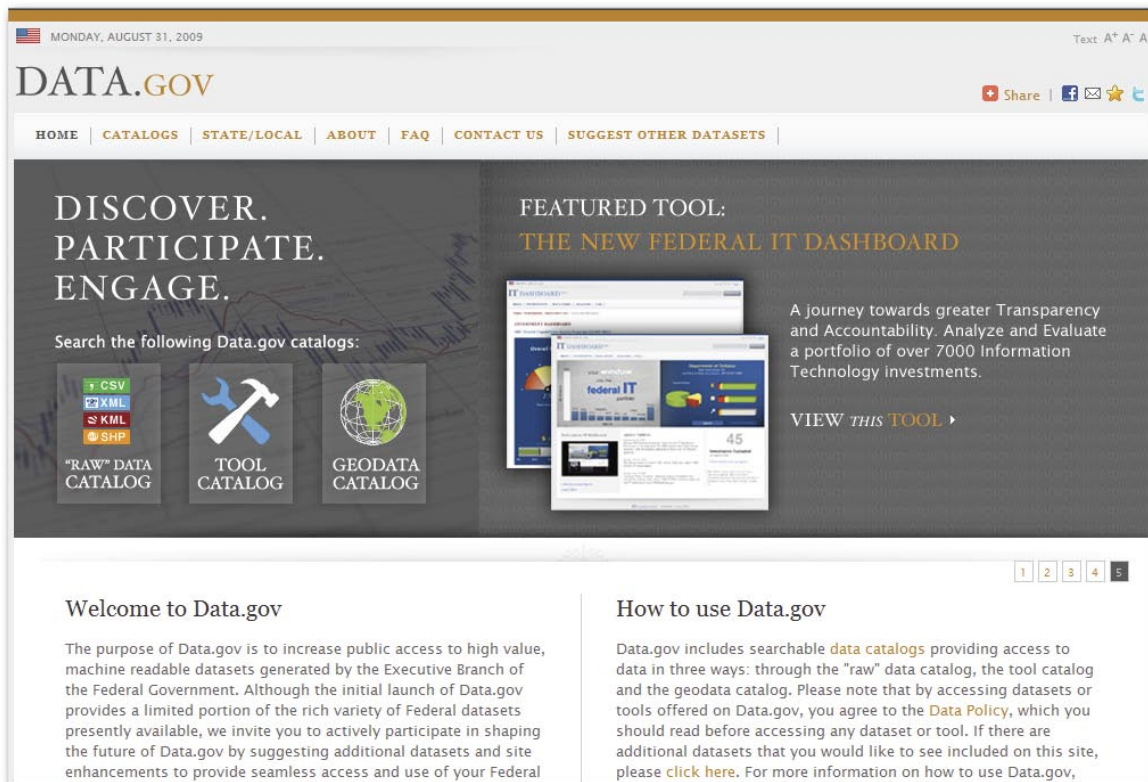 MONDAY, AUGUST 31, 2009
Text A+ A- A
DATA.GOV
Share |
HOME | CATALOGS | STATE/LOCAL | ABOUT | FAQ | CONTACT US | SUGGEST OTHER DATASETS |
DISCOVER.
PARTICIPATE.
ENGAGE.
Search the following Data.gov catalogs:
CSV
XML
KML
SHP
"RAW" DATA
CATALOG
TOOL
CATALOG
GEODATA
CATALOG
FEATURED TOOL:
THE NEW FEDERAL IT DASHBOARD
IT DASHBOARD
IT DASHBOARD
your window
into the
federal IT
portfolio
45
A journey towards greater Transparency
and Accountability. Analyze and Evaluate
a portfolio of over 7000 Information
Technology investments.
VIEW THIS TOOL
1 2 3 4 5
Welcome to Data.gov
The purpose of Data.gov is to increase public access to high value,
machine readable datasets generated by the Executive Branch of
the Federal Government. Although the initial launch of Data.gov
provides a limited portion of the rich variety of Federal datasets
presently available, we invite you to actively participate in shaping
the future of Data.gov by suggesting additional datasets and site
enhancements to provide seamless access and use of your Federal
How to use Data.gov
Data.gov includes searchable data catalogs providing access to
data in three ways: through the "raw" data catalog, the tool catalog
and the geodata catalog. Please note that by accessing datasets or
tools offered on Data.gov, you agree to the Data Policy, which you
should read before accessing any dataset or tool. If there are
additional datasets that you would like to see included on this site,
please click here. For more information on how to use Data.gov,